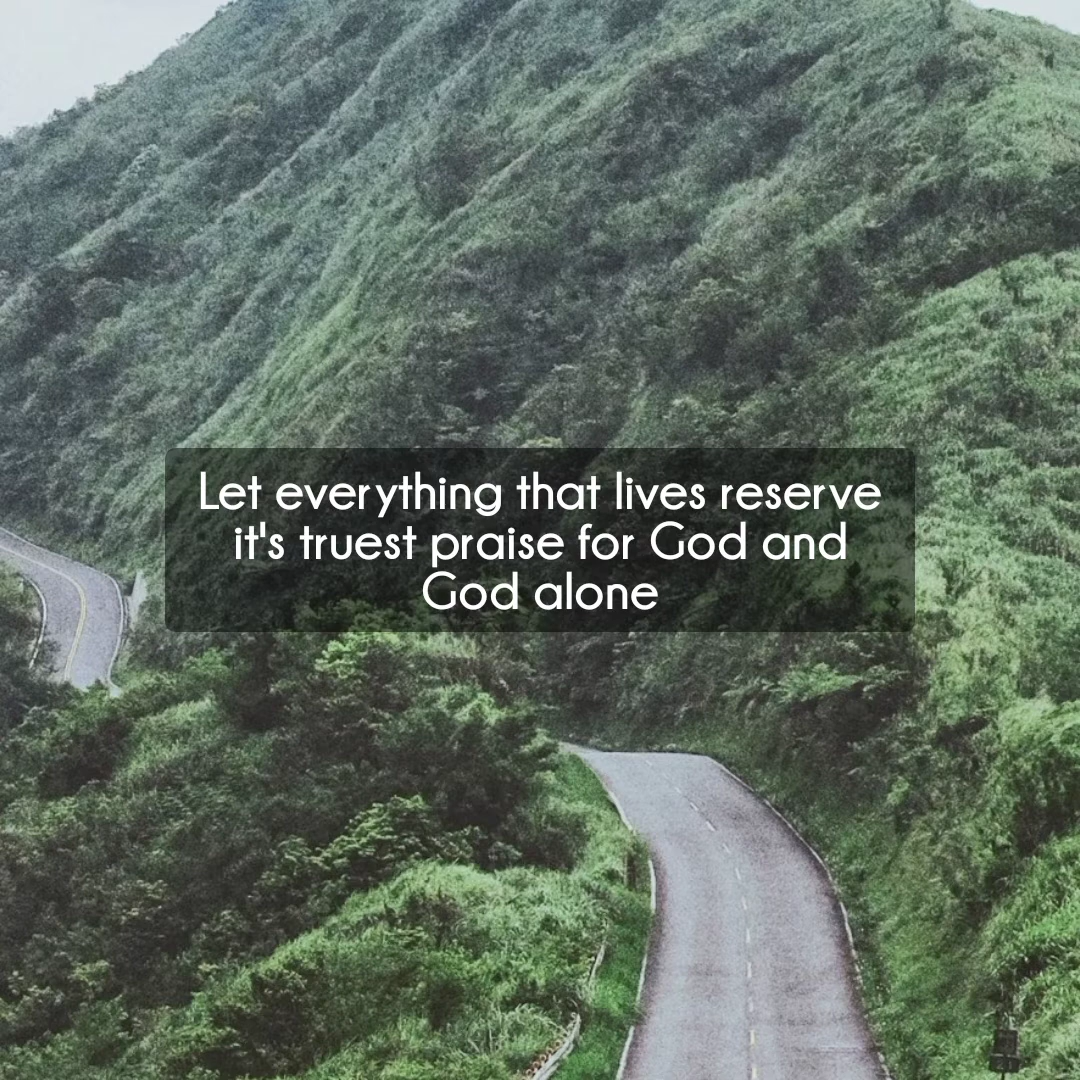 Let everything that lives reserve
it's truest praise for God and
God alone